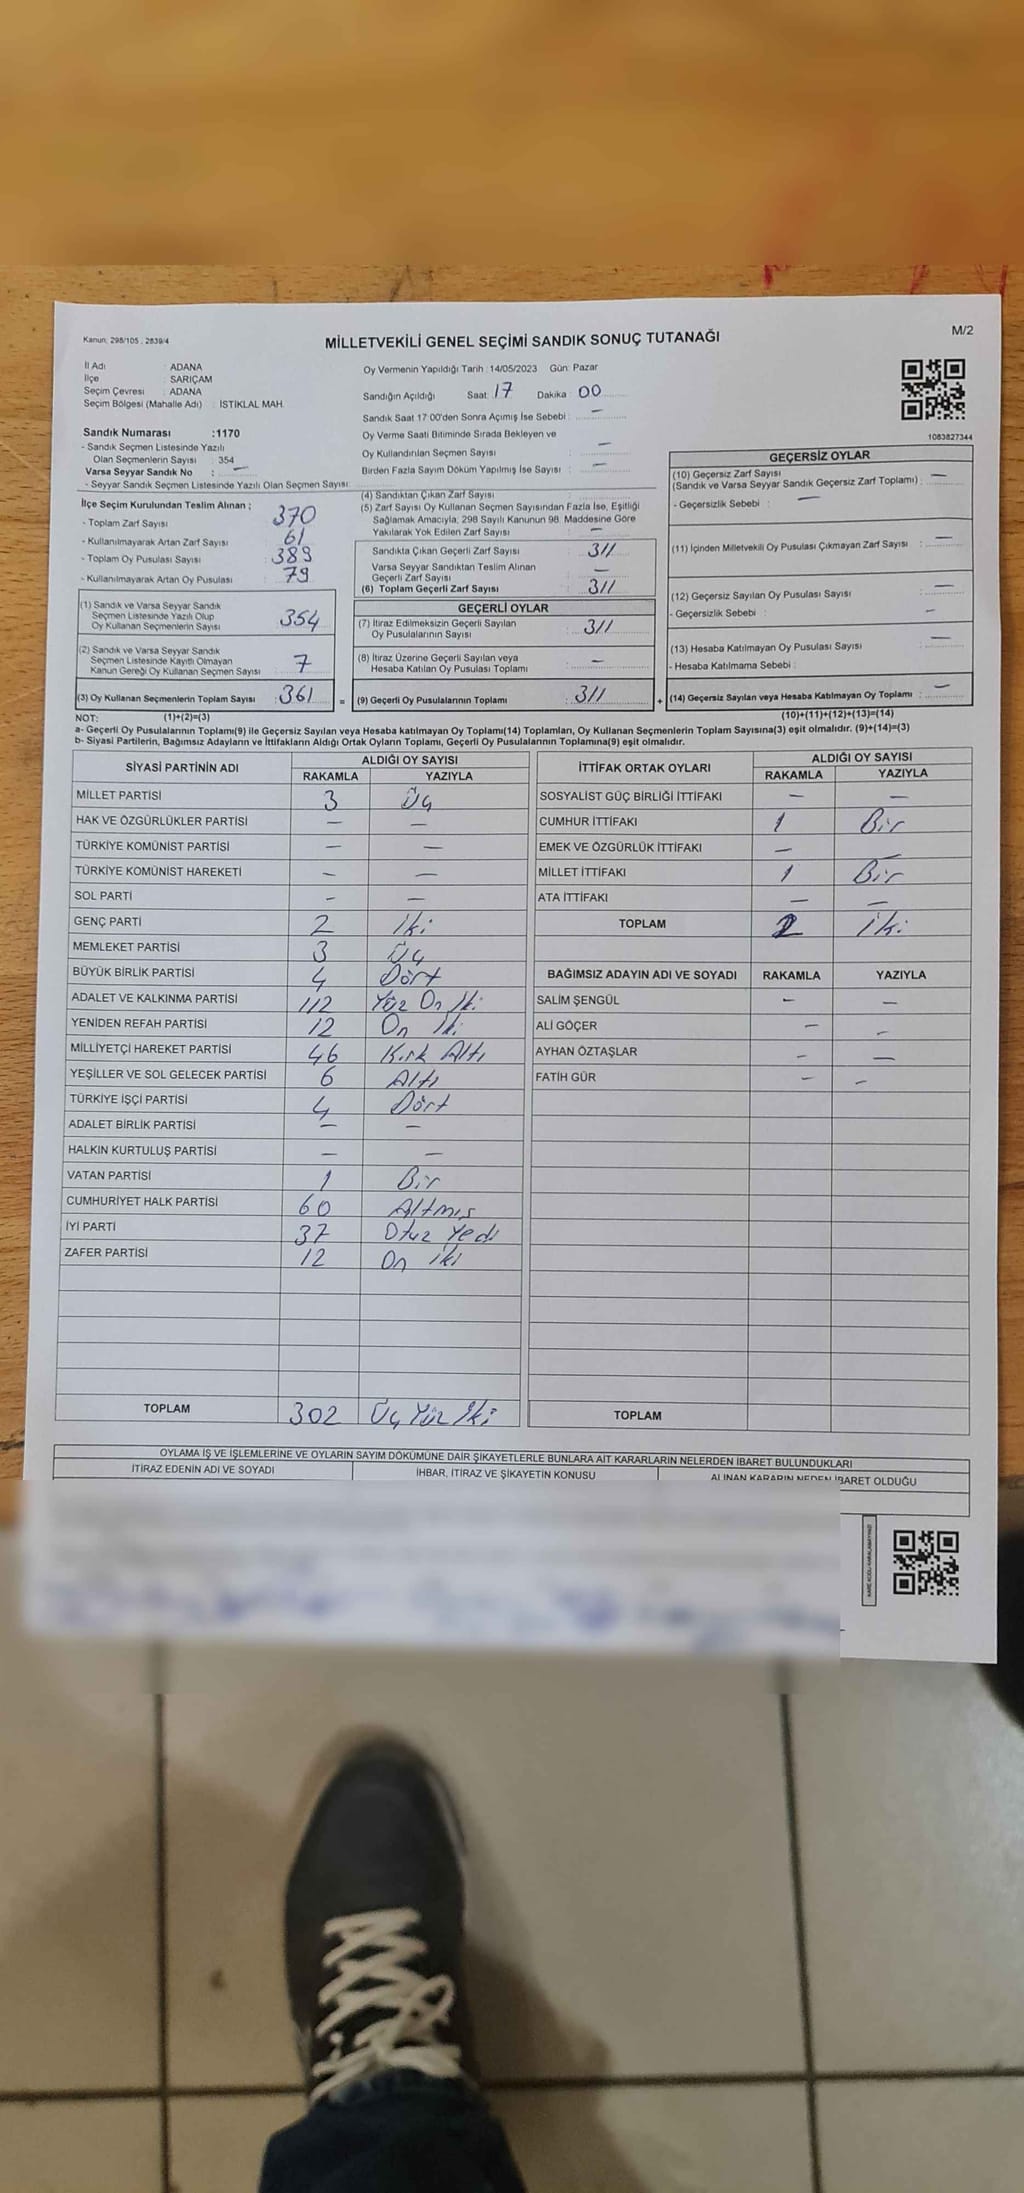 Kanun: 298/105 , 2839/4
MİLLETVEKİLİ GENEL SEÇİMİ SANDIK SONUÇ TUTANAĞI
M/2
İl Adı : ADANA
İlçe : SARIÇAM
Seçim Çevresi : ADANA
Seçim Bölgesi (Mahalle Adı) : İSTİKLAL MAH.
Sandık Numarası :1170
- Sandık Seçmen Listesinde Yazılı
Olan Seçmenlerin Sayısı : 354
Varsa Seyyar Sandık No : —
- Seyyar Sandık Seçmen Listesinde Yazılı Olan Seçmen Sayısı:
Oy Vermenin Yapıldığı Tarih :14/05/2023 Gün: Pazar
Sandığın Açıldığı Saat: 17 Dakika : 00
Sandık Saat 17:00'den Sonra Açımış İse Sebebi : —
Oy Verme Saati Bitiminde Sırada Bekleyen ve
Oy Kullandırılan Seçmen Sayısı : —
Birden Fazla Sayım Döküm Yapılmış İse Sayısı : —
1083827344
İlçe Seçim Kurulundan Teslim Alınan ;
- Toplam Zarf Sayısı : 370
- Kullanılmayarak Artan Zarf Sayısı : 61
- Toplam Oy Pusulası Sayısı : 389
- Kullanılmayarak Artan Oy Pusulası : 79
(1) Sandık ve Varsa Seyyar Sandık
Seçmen Listesinde Yazılı Olup
Oy Kullanan Seçmenlerin Sayısı : 354
(2) Sandık ve Varsa Seyyar Sandık
Seçmen Listesinde Kayıtlı Olmayan
Kanun Gereği Oy Kullanan Seçmen Sayısı : 7
(3) Oy Kullanan Seçmenlerin Toplam Sayısı : 361
=
(4) Sandıktan Çıkan Zarf Sayısı :
(5) Zarf Sayısı Oy Kullanan Seçmen Sayısından Fazla İse, Eşitliği
Sağlamak Amacıyla; 298 Sayılı Kanunun 98. Maddesine Göre
Yakılarak Yok Edilen Zarf Sayısı : —
Sandıkta Çıkan Geçerli Zarf Sayısı : 311
Varsa Seyyar Sandıktan Teslim Alınan
Geçerli Zarf Sayısı : —
(6) Toplam Geçerli Zarf Sayısı : 311
GEÇERLİ OYLAR
(7) İtiraz Edilmeksizin Geçerli Sayılan
Oy Pusulalarının Sayısı : 311
(8) İtiraz Üzerine Geçerli Sayılan veya
Hesaba Katılan Oy Pusulası Toplamı : —
(9) Geçerli Oy Pusulalarının Toplamı : 311
+
GEÇERSİZ OYLAR
(10) Geçersiz Zarf Sayısı
(Sandık ve Varsa Seyyar Sandık Geçersiz Zarf Toplamı) : —
- Geçersizlik Sebebi : —
(11) İçinden Milletvekili Oy Pusulası Çıkmayan Zarf Sayısı : —
(12) Geçersiz Sayılan Oy Pusulası Sayısı : —
- Geçersizlik Sebebi : —
(13) Hesaba Katılmayan Oy Pusulası Sayısı : —
- Hesaba Katılmama Sebebi :
(14) Geçersiz Sayılan veya Hesaba Katılmayan Oy Toplamı : —
NOT: (1)+(2)=(3)
(10)+(11)+(12)+(13)=(14)
a- Geçerli Oy Pusulalarının Toplamı(9) ile Geçersiz Sayılan veya Hesaba katılmayan Oy Toplamı(14) Toplamları, Oy Kullanan Seçmenlerin Toplam Sayısına(3) eşit olmalıdır. (9)+(14)=(3)
b- Siyasi Partilerin, Bağımsız Adayların ve İttifakların Aldığı Ortak Oyların Toplamı, Geçerli Oy Pusulalarının Toplamına(9) eşit olmalıdır.
SİYASİ PARTİNİN ADI
ALDIĞI OY SAYISI
RAKAMLA YAZIYLA
MİLLET PARTİSİ 3 Üç
HAK VE ÖZGÜRLÜKLER PARTİSİ — —
TÜRKİYE KOMÜNİST PARTİSİ — —
TÜRKİYE KOMÜNİST HAREKETİ — —
SOL PARTİ — —
GENÇ PARTİ 2 İki
MEMLEKET PARTİSİ 3 Üç
BÜYÜK BİRLİK PARTİSİ 4 Dört
ADALET VE KALKINMA PARTİSİ 112 Yüz On İki
YENİDEN REFAH PARTİSİ 12 On İki
MİLLİYETÇİ HAREKET PARTİSİ 46 Kırk Altı
YEŞİLLER VE SOL GELECEK PARTİSİ 6 Altı
TÜRKİYE İŞÇİ PARTİSİ 4 Dört
ADALET BİRLİK PARTİSİ — —
HALKIN KURTULUŞ PARTİSİ — —
VATAN PARTİSİ 1 Bir
CUMHURİYET HALK PARTİSİ 60 Altmış
İYİ PARTİ 37 Otuz Yedi
ZAFER PARTİSİ 12 On iki
TOPLAM 302 Üç Yüz İki
İTTİFAK ORTAK OYLARI
ALDIĞI OY SAYISI
RAKAMLA YAZIYLA
SOSYALİST GÜÇ BİRLİĞİ İTTİFAKI — —
CUMHUR İTTİFAKI 1 Bir
EMEK VE ÖZGÜRLÜK İTTİFAKI — —
MİLLET İTTİFAKI 1 Bir
ATA İTTİFAKI — —
TOPLAM 2 İki
BAĞIMSIZ ADAYIN ADI VE SOYADI RAKAMLA YAZIYLA
SALİM ŞENGÜL — —
ALİ GÖÇER — —
AYHAN ÖZTAŞLAR — —
FATİH GÜR — —
TOPLAM
OYLAMA İŞ VE İŞLEMLERİNE VE OYLARIN SAYIM DÖKÜMÜNE DAİR ŞİKAYETLERLE BUNLARA AİT KARARLARIN NELERDEN İBARET BULUNDUKLARI
İTİRAZ EDENİN ADI VE SOYADI
İHBAR, İTİRAZ VE ŞİKAYETİN KONUSU
ALINAN KARARIN NEDEN İBARET OLDUĞU
KARE KODU KARALAMAYINIZ!